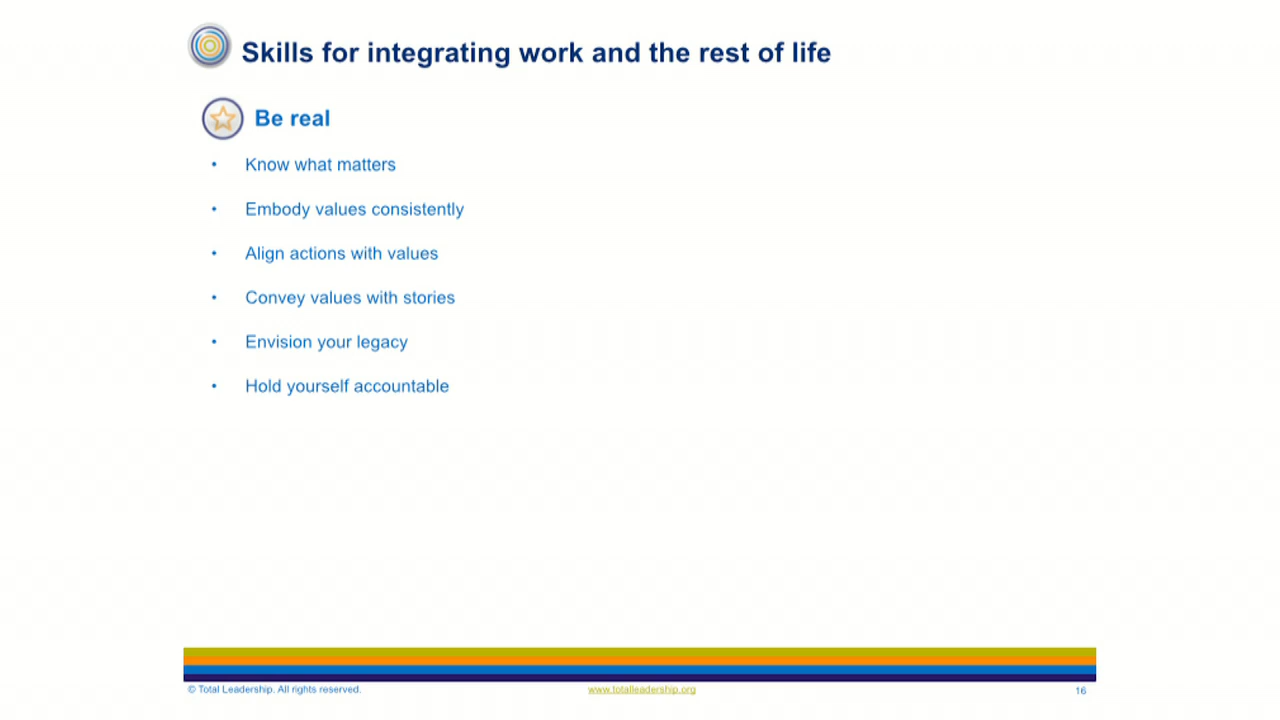 Skills for integrating work and the rest of life
Be real
• Know what matters
• Embody values consistently
• Align actions with values
• Convey values with stories
• Envision your legacy
• Hold yourself accountable
© Total Leadership. All rights reserved.
www.totalleadership.org
16